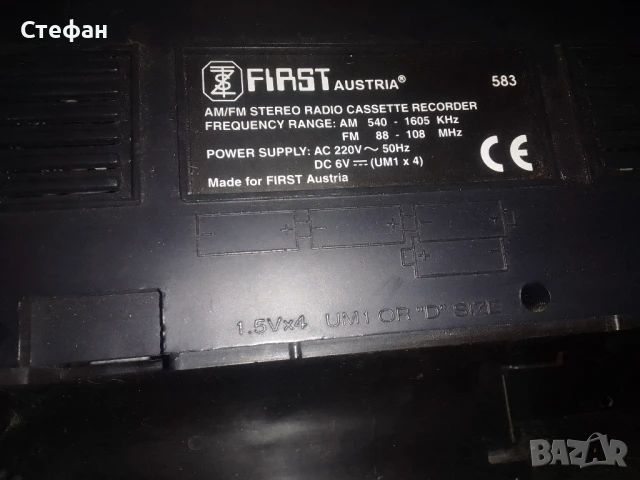 Стефан
FIRST AUSTRIA® 583
AM/FM STEREO RADIO CASSETTE RECORDER
FREQUENCY RANGE: AM 540 - 1605 KHz
FM 88 - 108 MHz
POWER SUPPLY: AC 220V ~ 50Hz
DC 6V ⎓ (UM1 x 4)
Made for FIRST Austria
CE
1.5V×4 UM1 OR "D" SIZE
BAZAR